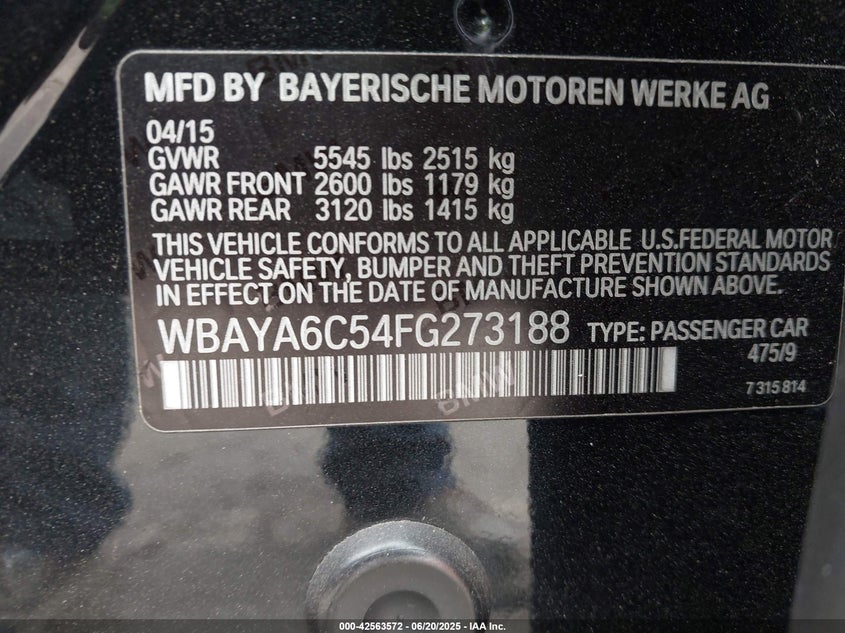 MFD BY BAYERISCHE MOTOREN WERKE AG
04/15
GVWR 5545 lbs 2515 kg
GAWR FRONT 2600 lbs 1179 kg
GAWR REAR 3120 lbs 1415 kg
THIS VEHICLE CONFORMS TO ALL APPLICABLE U.S.FEDERAL MOTOR
VEHICLE SAFETY, BUMPER AND THEFT PREVENTION STANDARDS
IN EFFECT ON THE DATE OF MANUFACTURE SHOWN ABOVE.
WBAYA6C54FG273188 TYPE: PASSENGER CAR
475/9
7 315 814
BMW
BMW
000-42563572 - 06/20/2025 - IAA Inc.